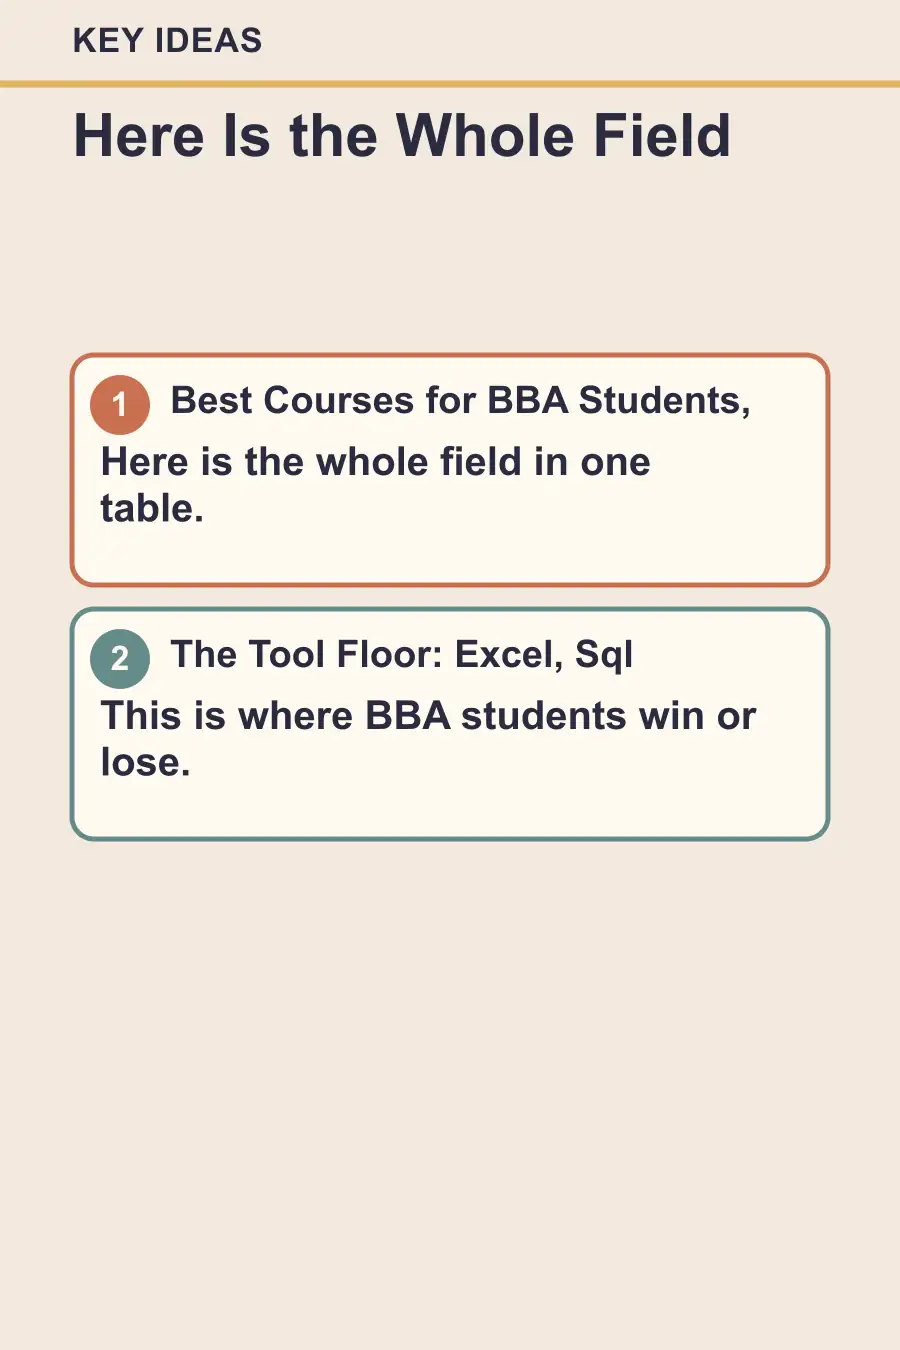 KEY IDEAS
Here Is the Whole Field
1 Best Courses for BBA Students,
Here is the whole field in one
table.
2 The Tool Floor: Excel, Sql
This is where BBA students win or
lose.